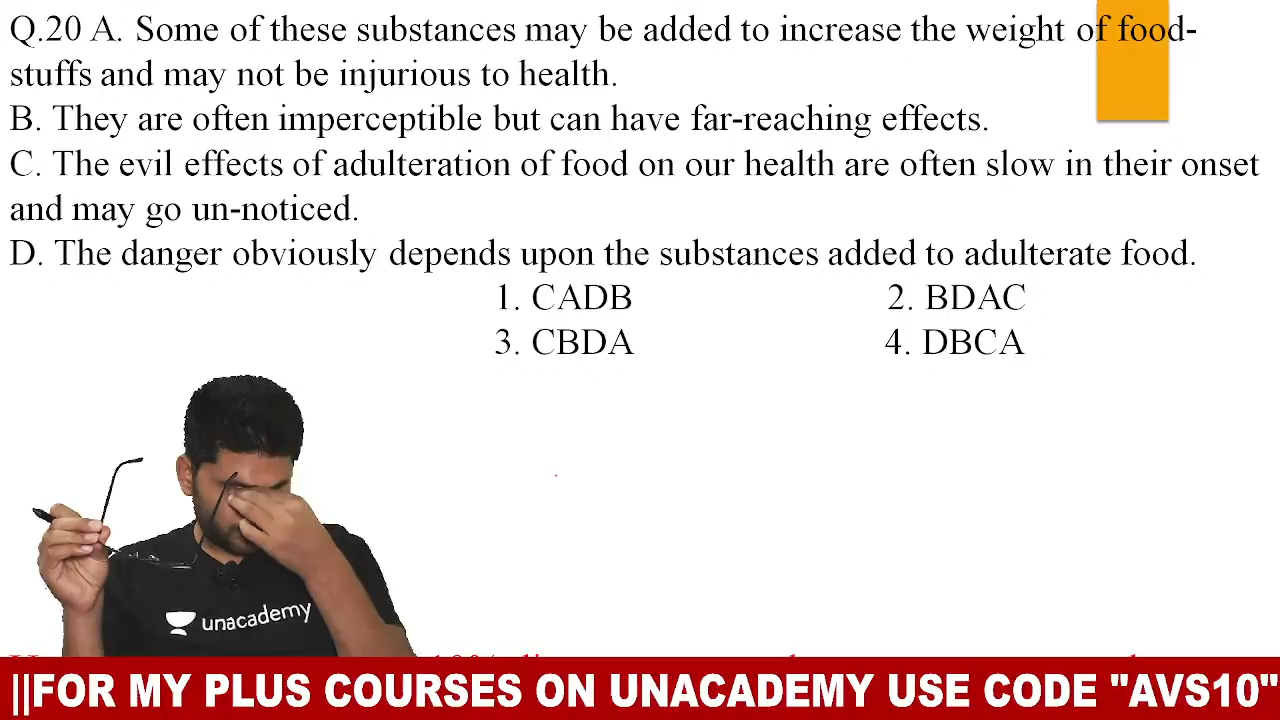 Q.20 A. Some of these substances may be added to increase the weight of food-
stuffs and may not be injurious to health.
B. They are often imperceptible but can have far-reaching effects.
C. The evil effects of adulteration of food on our health are often slow in their onset
and may go un-noticed.
D. The danger obviously depends upon the substances added to adulterate food.
1. CADB 2. BDAC
3. CBDA 4. DBCA
unacademy
||FOR MY PLUS COURSES ON UNACADEMY USE CODE "AVS10"